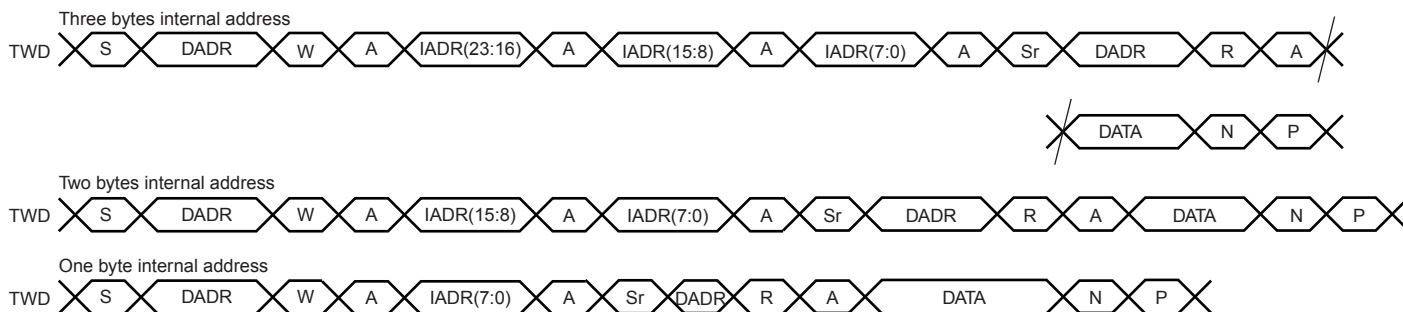 Three bytes internal address
TWD S DADR W A IADR(23:16) A IADR(15:8) A IADR(7:0) A Sr DADR R A
DATA N P
Two bytes internal address
TWD S DADR W A IADR(15:8) A IADR(7:0) A Sr DADR R A DATA N P
One byte internal address
TWD S DADR W A IADR(7:0) A Sr DADR R A DATA N P